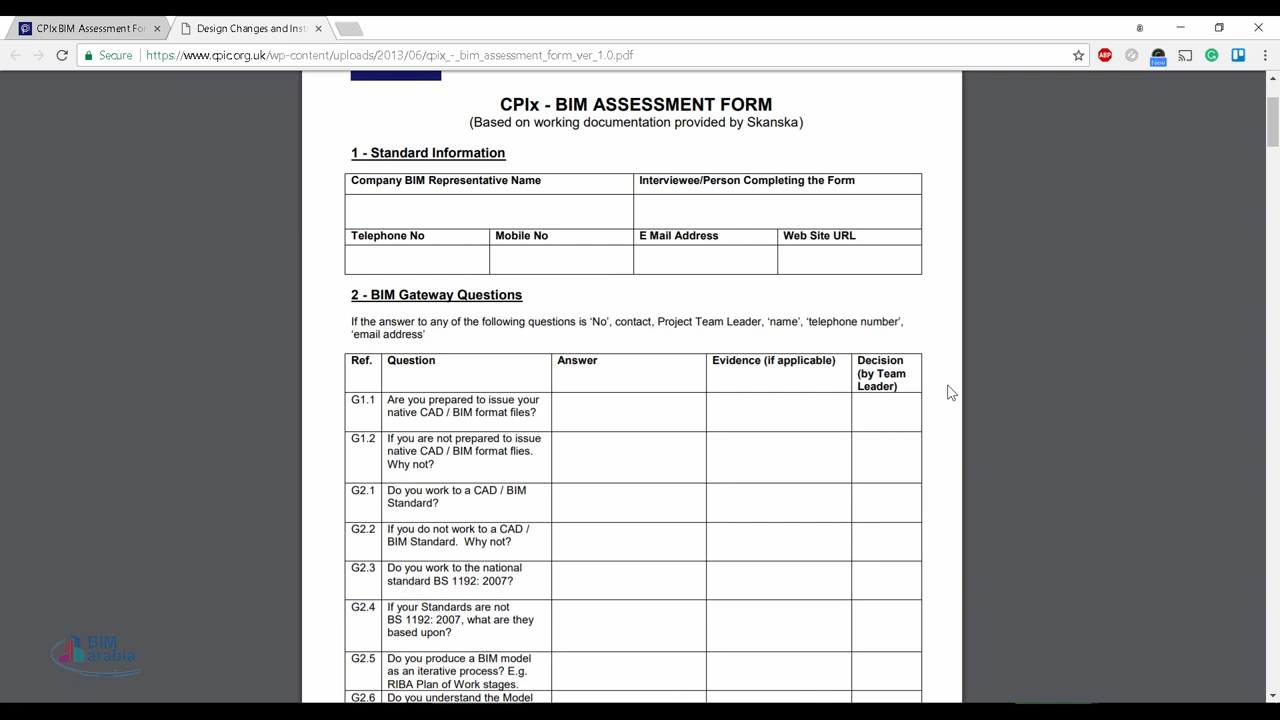 CPIx BIM Assessment For
Design Changes and Inst
Secure
https://www.cpic.org.uk/wp-content/uploads/2013/06/cpix_-_bim_assessment_form_ver_1.0.pdf
ABP
New
CPIx - BIM ASSESSMENT FORM
(Based on working documentation provided by Skanska)
1 - Standard Information
Company BIM Representative Name
Interviewee/Person Completing the Form
Telephone No
Mobile No
E Mail Address
Web Site URL
2 - BIM Gateway Questions
If the answer to any of the following questions is ‘No’, contact, Project Team Leader, ‘name’, ‘telephone number’,
‘email address’
Ref.
Question
Answer
Evidence (if applicable)
Decision
(by Team
Leader)
G1.1
Are you prepared to issue your
native CAD / BIM format files?
G1.2
If you are not prepared to issue
native CAD / BIM format flies.
Why not?
G2.1
Do you work to a CAD / BIM
Standard?
G2.2
If you do not work to a CAD /
BIM Standard.  Why not?
G2.3
Do you work to the national
standard BS 1192: 2007?
G2.4
If your Standards are not
BS 1192: 2007, what are they
based upon?
G2.5
Do you produce a BIM model
as an iterative process? E.g.
RIBA Plan of Work stages.
G2.6
Do you understand the Model
BIM
arabia